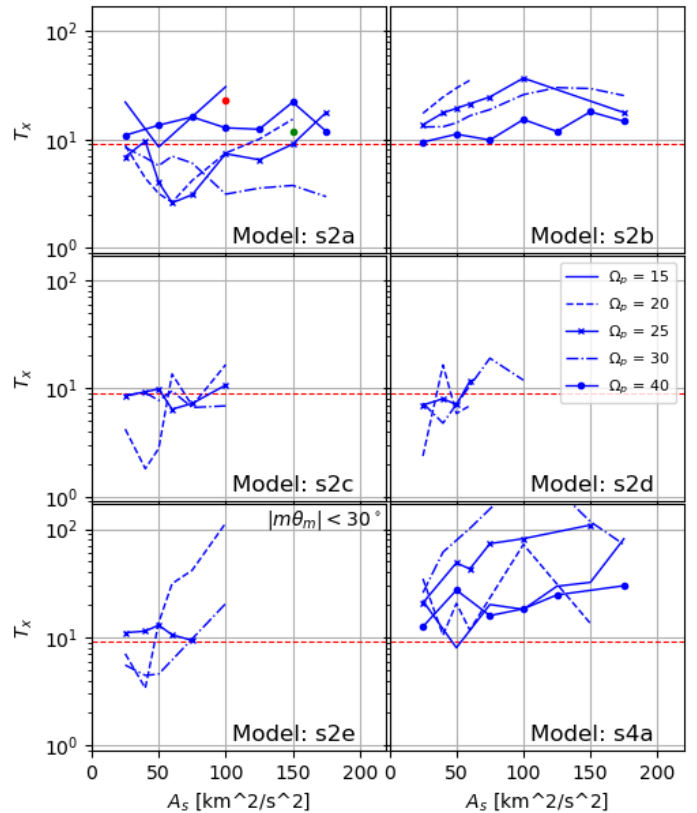 T_x
10^2
10^1
10^0
Model: s2a
Model: s2b
T_x
10^2
10^1
10^0
Model: s2c
Ω_p = 15
Ω_p = 20
Ω_p = 25
Ω_p = 30
Ω_p = 40
Model: s2d
T_x
10^2
10^1
10^0
|mθ_m| < 30°
Model: s2e
Model: s4a
0 50 100 150 200
0 50 100 150 200
A_s [km^2/s^2]
A_s [km^2/s^2]